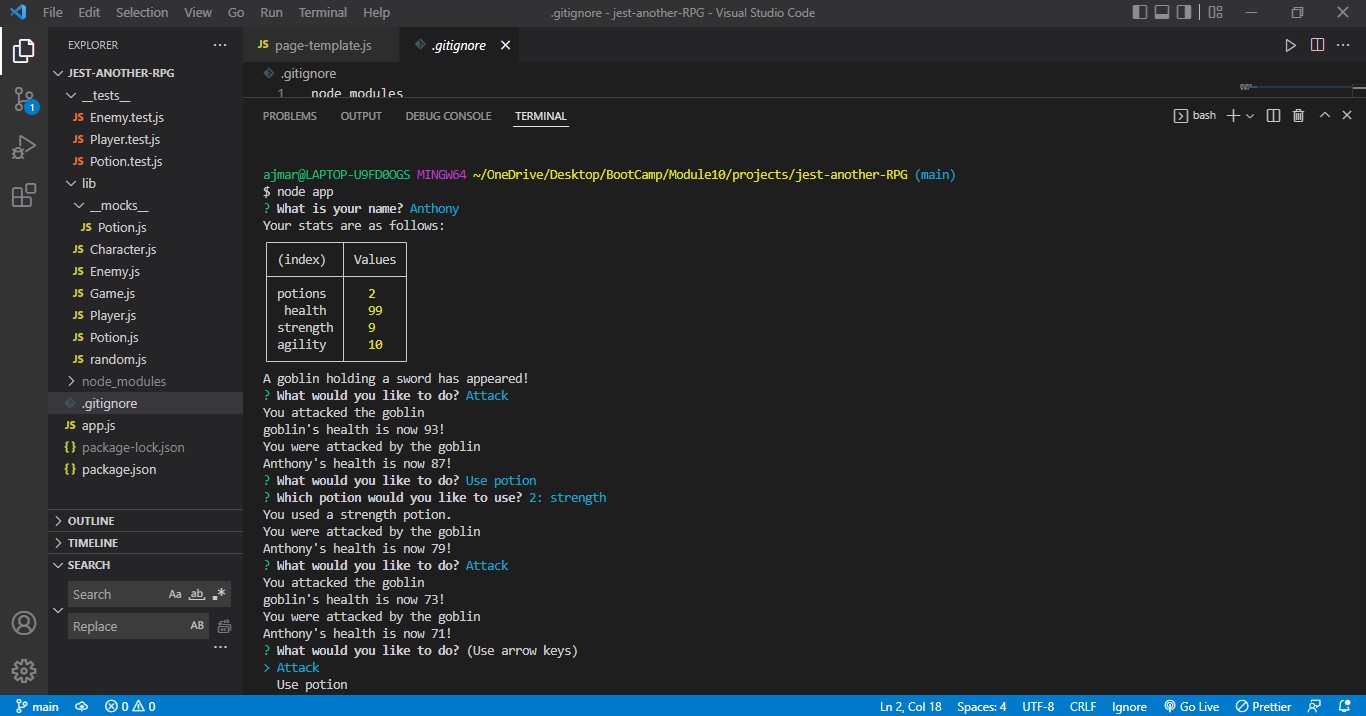 File Edit Selection View Go Run Terminal Help .gitignore - jest-another-RPG - Visual Studio Code
EXPLORER
JEST-ANOTHER-RPG
__tests__
JS Enemy.test.js
JS Player.test.js
JS Potion.test.js
lib
__mocks__
JS Potion.js
JS Character.js
JS Enemy.js
JS Game.js
JS Player.js
JS Potion.js
JS random.js
node_modules
.gitignore
JS app.js
{} package-lock.json
{} package.json
OUTLINE
TIMELINE
SEARCH
Search Aa ab
Replace AB
1
JS page-template.js .gitignore
.gitignore
1 node_modules
PROBLEMS OUTPUT DEBUG CONSOLE TERMINAL bash
ajmar@LAPTOP-U9FD0OGS MINGW64 ~/OneDrive/Desktop/BootCamp/Module10/projects/jest-another-RPG (main)
$ node app
? What is your name? Anthony
Your stats are as follows:
(index) Values
potions 2
health 99
strength 9
agility 10
A goblin holding a sword has appeared!
? What would you like to do? Attack
You attacked the goblin
goblin's health is now 93!
You were attacked by the goblin
Anthony's health is now 87!
? What would you like to do? Use potion
? Which potion would you like to use? 2: strength
You used a strength potion.
You were attacked by the goblin
Anthony's health is now 79!
? What would you like to do? Attack
You attacked the goblin
goblin's health is now 73!
You were attacked by the goblin
Anthony's health is now 71!
? What would you like to do? (Use arrow keys)
> Attack
Use potion
main 0 0 Ln 2, Col 18 Spaces: 4 UTF-8 CRLF Ignore Go Live Prettier